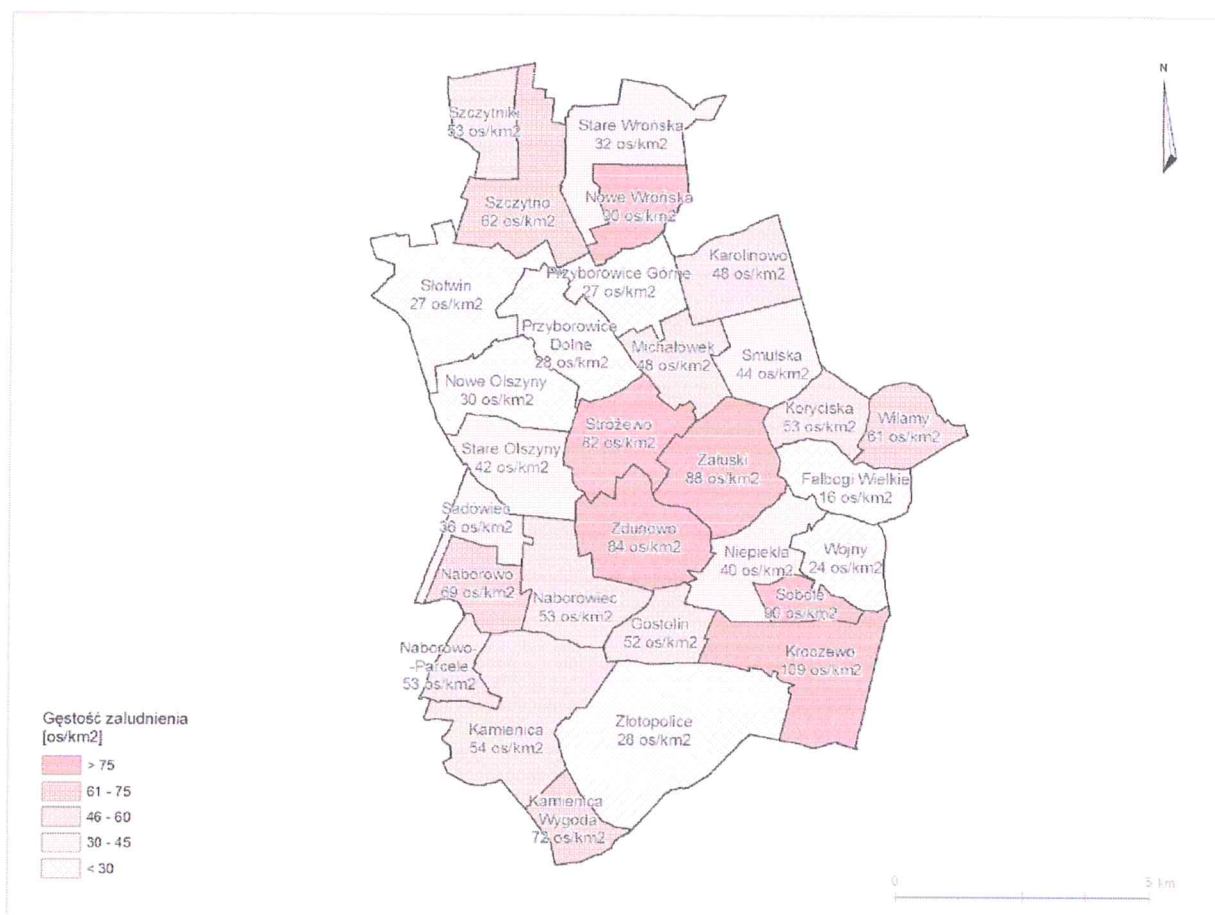 N
Szczytniki
53 os/km2
Stare Wrońska
32 os/km2
Szczytno
62 os/km2
Nowe Wrońska
90 os/km2
Karolinowo
48 os/km2
Przyborowice Górne
27 os/km2
Słotwin
27 os/km2
Przyborowice
Dolne
28 os/km2
Michałówek
48 os/km2
Smulska
44 os/km2
Nowe Olszyny
30 os/km2
Koryciska
53 os/km2
Wilamy
61 os/km2
Stróżewo
82 os/km2
Stare Olszyny
42 os/km2
Załuski
88 os/km2
Falbogi Wielkie
16 os/km2
Sadówiec
36 os/km2
Zdunowo
84 os/km2
Niepiekła
40 os/km2
Wojny
24 os/km2
Naborowo
69 os/km2
Naborowiec
53 os/km2
Sobole
90 os/km2
Gostolin
52 os/km2
Kroczewo
109 os/km2
Naborowo-
-Parcele
53 os/km2
Kamienica
54 os/km2
Złotopolice
28 os/km2
Kamienica
Wygoda
72 os/km2
Gęstość zaludnienia
[os/km2]
> 75
61 - 75
46 - 60
30 - 45
< 30
0 5 km